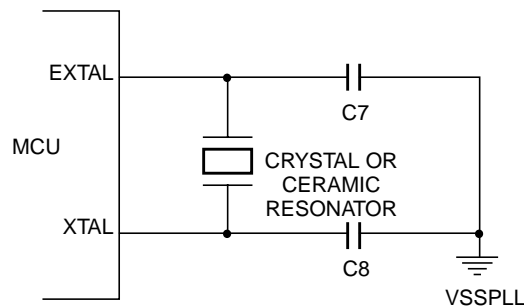 EXTAL
C7
MCU
CRYSTAL OR
CERAMIC
RESONATOR
XTAL
C8
VSSPLL